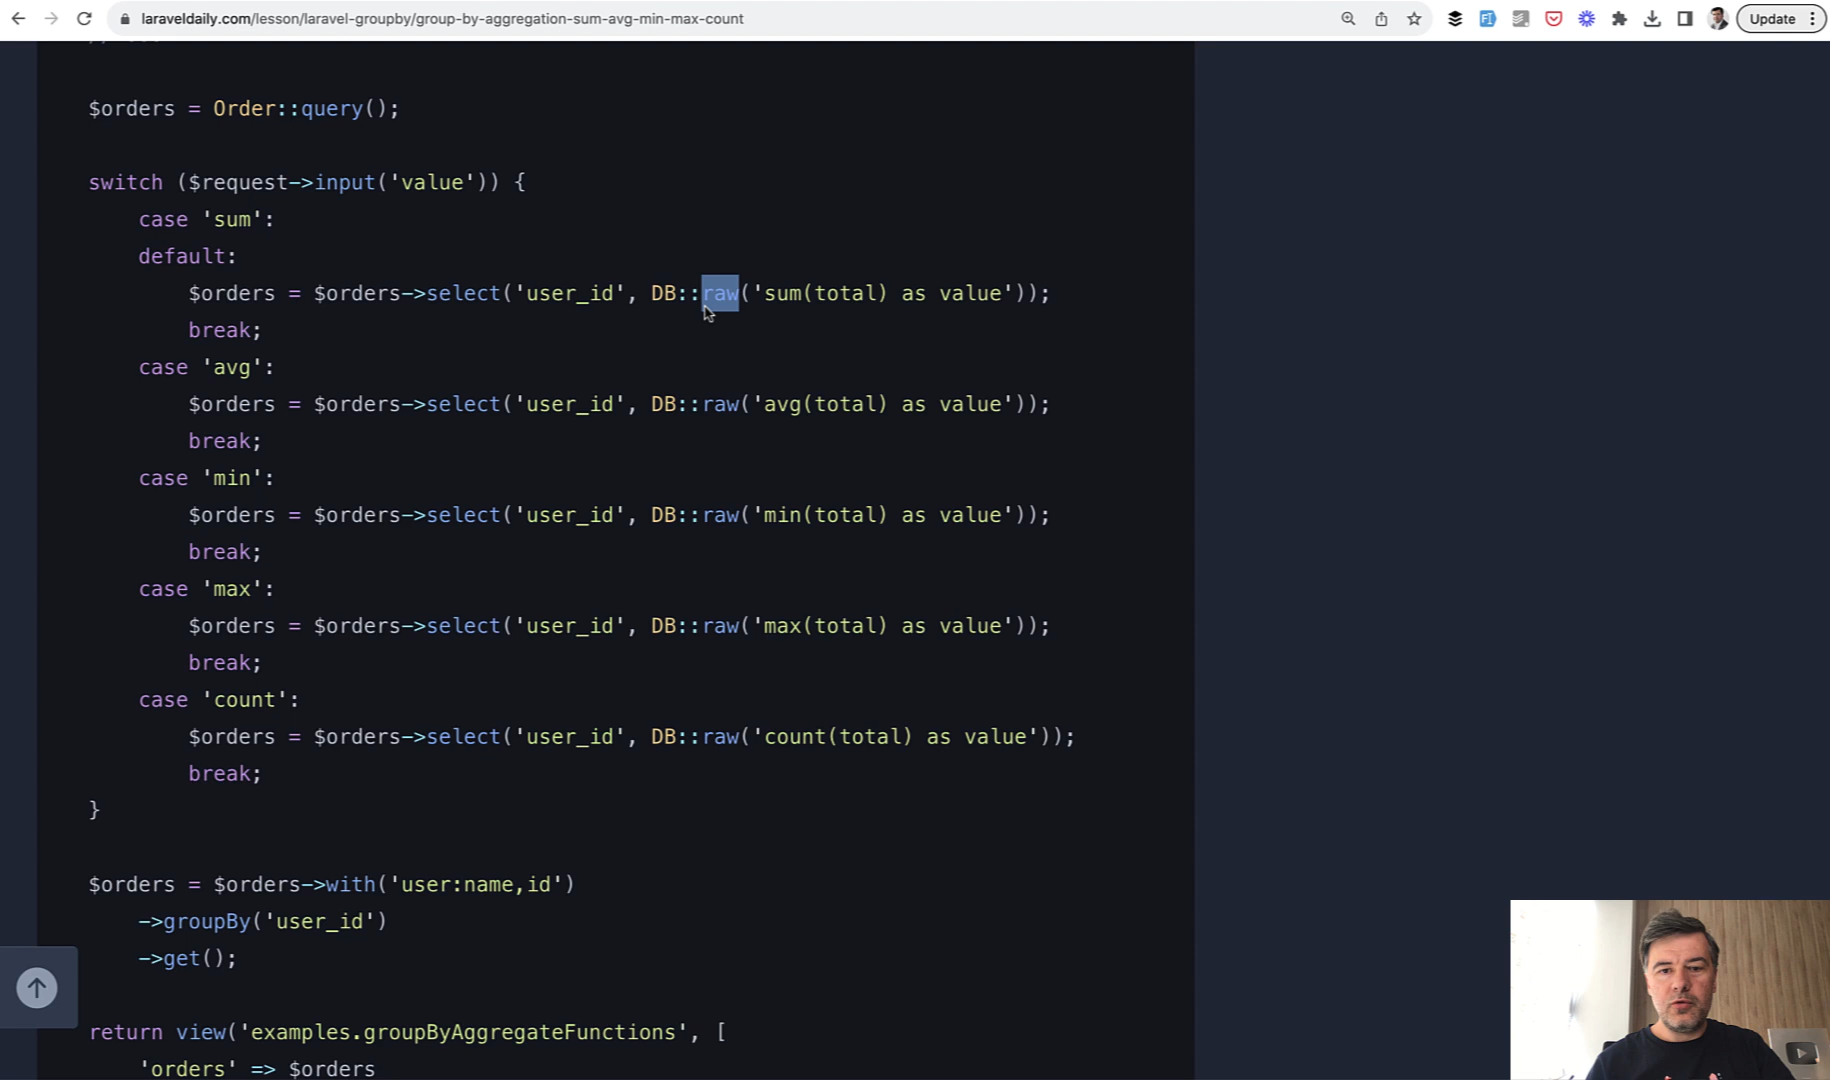 laraveldaily.com/lesson/laravel-groupby/group-by-aggregation-sum-avg-min-max-count
Update
$orders = Order::query();
switch ($request->input('value')) {
case 'sum':
default:
$orders = $orders->select('user_id', DB::raw('sum(total) as value'));
break;
case 'avg':
$orders = $orders->select('user_id', DB::raw('avg(total) as value'));
break;
case 'min':
$orders = $orders->select('user_id', DB::raw('min(total) as value'));
break;
case 'max':
$orders = $orders->select('user_id', DB::raw('max(total) as value'));
break;
case 'count':
$orders = $orders->select('user_id', DB::raw('count(total) as value'));
break;
}
$orders = $orders->with('user:name,id')
->groupBy('user_id')
->get();
return view('examples.groupByAggregateFunctions', [
'orders' => $orders